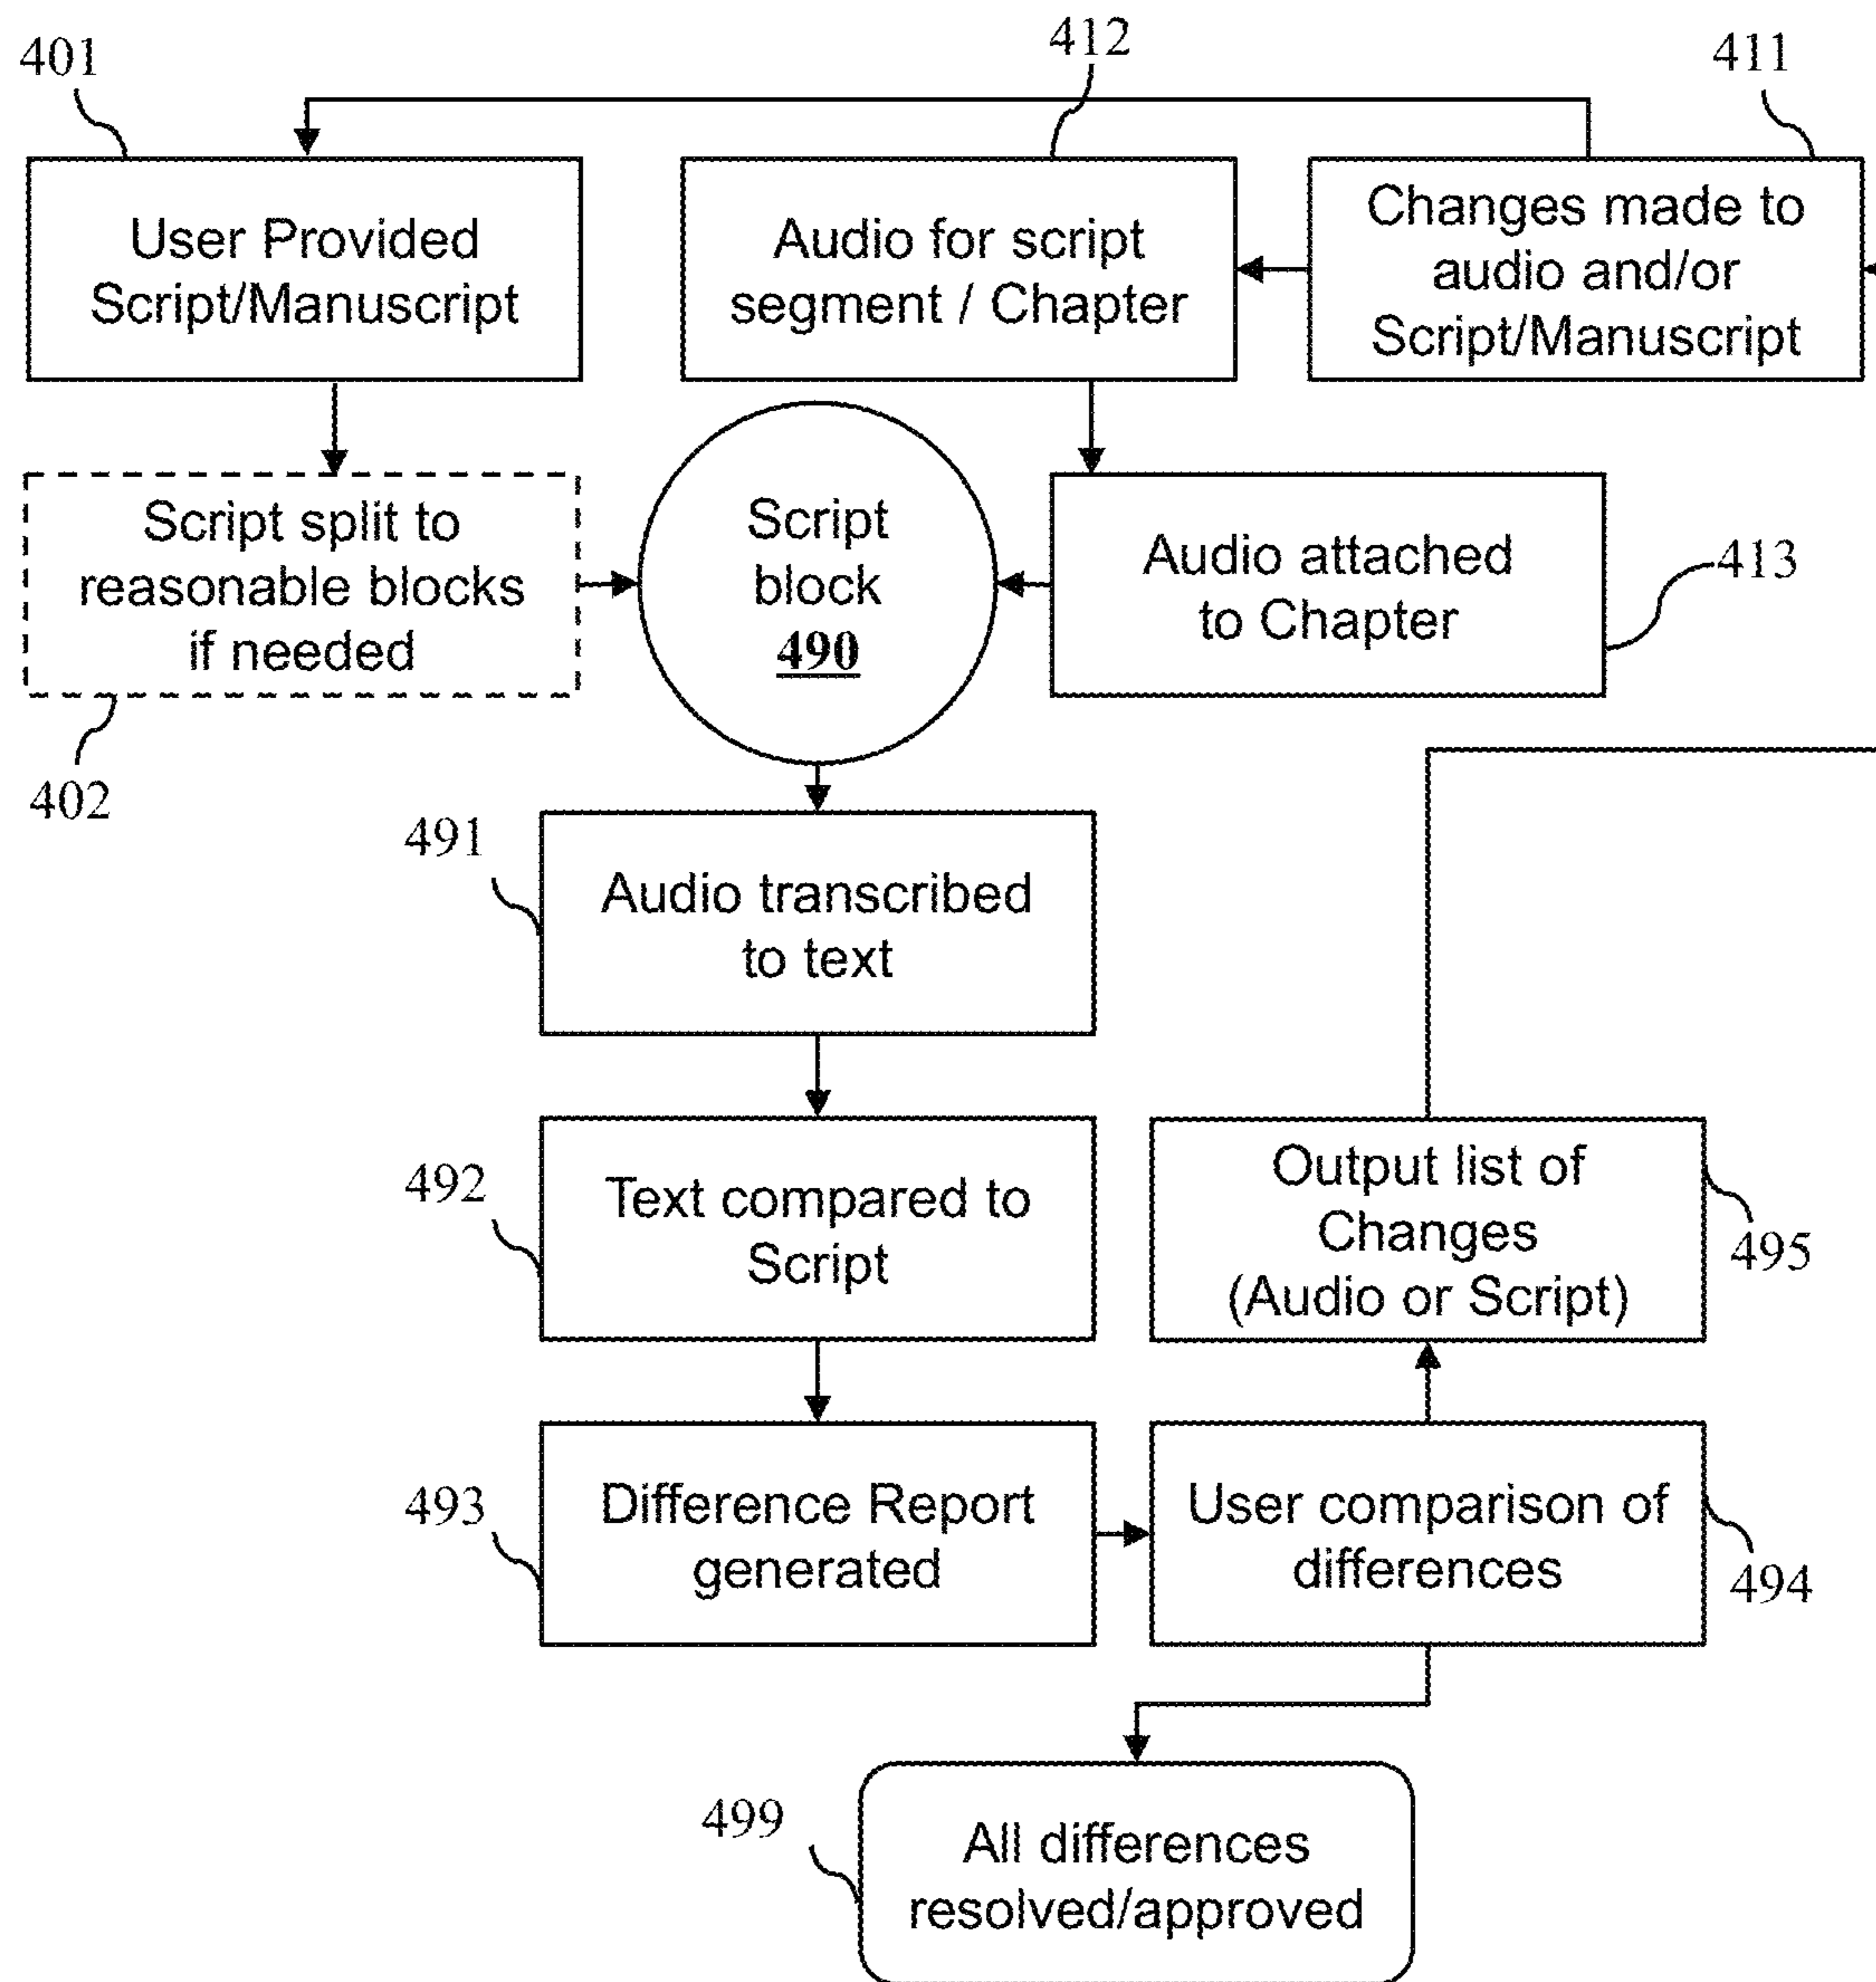 401
412
411
User Provided
Script/Manuscript
Audio for script
segment / Chapter
Changes made to
audio and/or
Script/Manuscript
Script split to
reasonable blocks
if needed
402
Script
block
490
Audio attached
to Chapter
413
491
Audio transcribed
to text
492
Text compared to
Script
Output list of
Changes
(Audio or Script)
495
493
Difference Report
generated
User comparison of
differences
494
499
All differences
resolved/approved